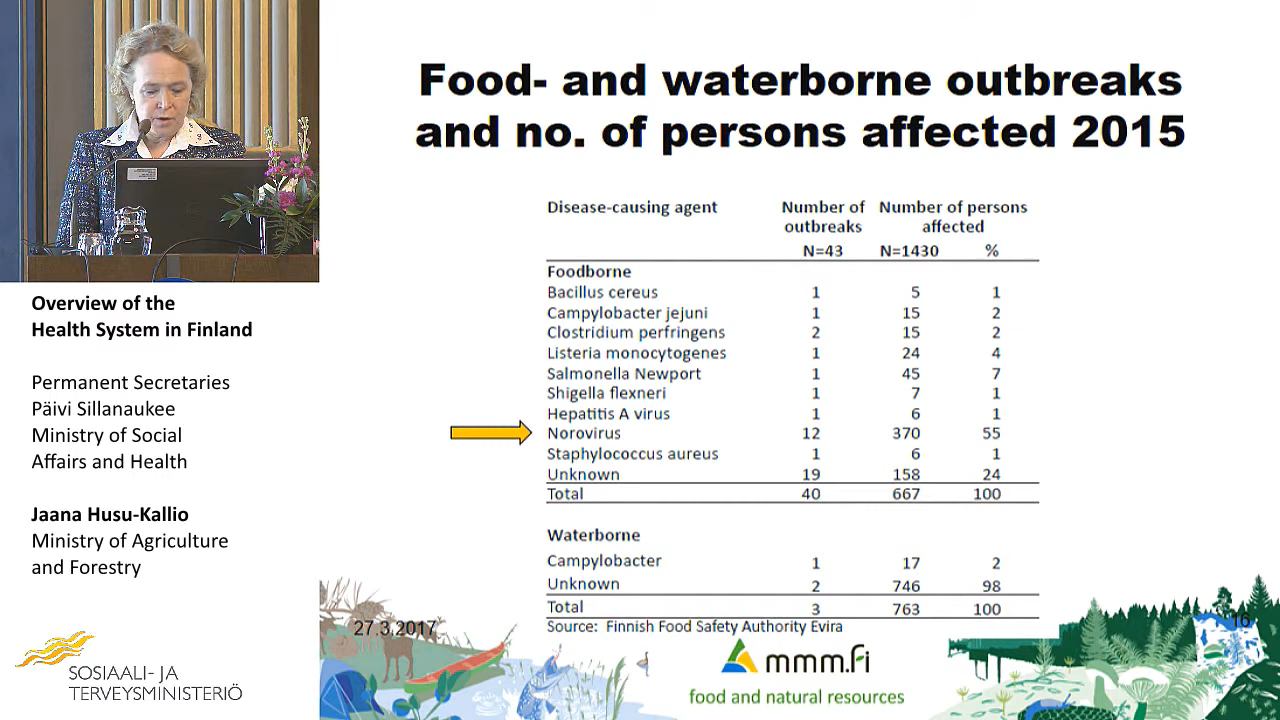 Food- and waterborne outbreaks
and no. of persons affected 2015
Disease-causing agent Number of outbreaks Number of persons affected
N=43 N=1430 %
Foodborne
Bacillus cereus 1 5 1
Campylobacter jejuni 1 15 2
Clostridium perfringens 2 15 2
Listeria monocytogenes 1 24 4
Salmonella Newport 1 45 7
Shigella flexneri 1 7 1
Hepatitis A virus 1 6 1
Norovirus 12 370 55
Staphylococcus aureus 1 6 1
Unknown 19 158 24
Total 40 667 100
Waterborne
Campylobacter 1 17 2
Unknown 2 746 98
Total 3 763 100
Source: Finnish Food Safety Authority Evira
27.3.2017
16
mmm.fi
food and natural resources
Overview of the
Health System in Finland
Permanent Secretaries
Päivi Sillanaukee
Ministry of Social
Affairs and Health
Jaana Husu-Kallio
Ministry of Agriculture
and Forestry
SOSIAALI- JA
TERVEYSMINISTERIÖ